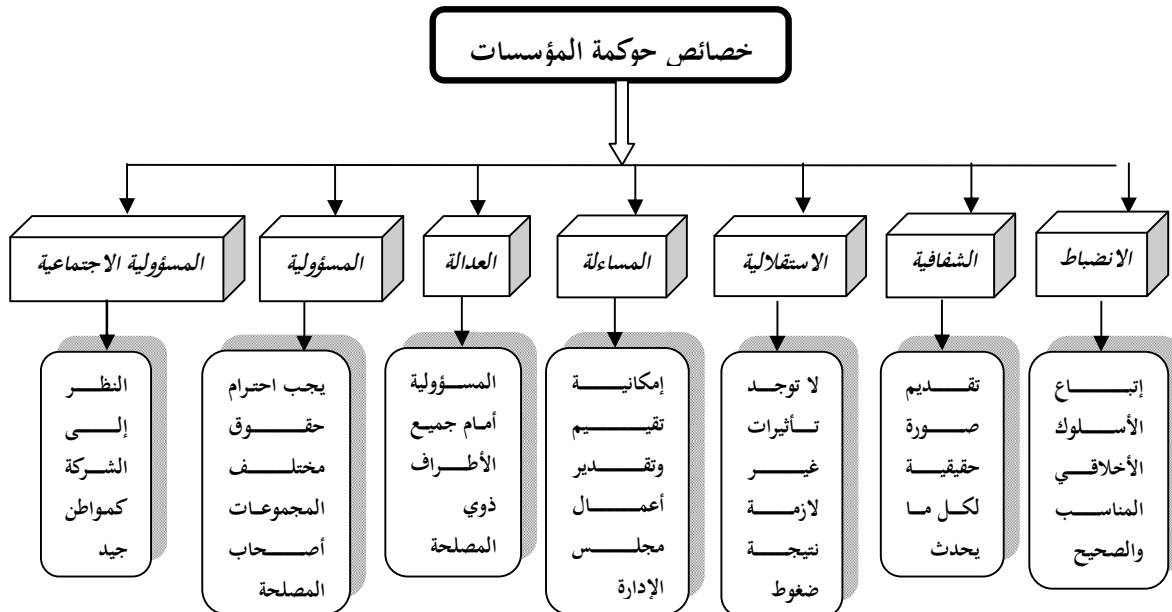 خصائص حوكمة المؤسسات
الانضباط
الشفافية
الاستقلالية
المساءلة
العدالة
المسؤولية
المسؤولية الاجتماعية
إتباع
الأسلوك
الأخلاقي
المناسب
والصحيح
تقديم
صورة
حقيقية
لكل ما
يحدث
لا توجد
تأثيرات
غير
لازمة
نتيجة
ضغوط
إمكانية
تقييم
وتقدير
أعمال
مجلس
الإدارة
المسؤولية
أمام جميع
الأطراف
ذوي
المصلحة
يجب احترام
حقوق
مختلف
المجموعات
أصحاب
المصلحة
النظر
إلى
الشركة
كمواطن
جيد